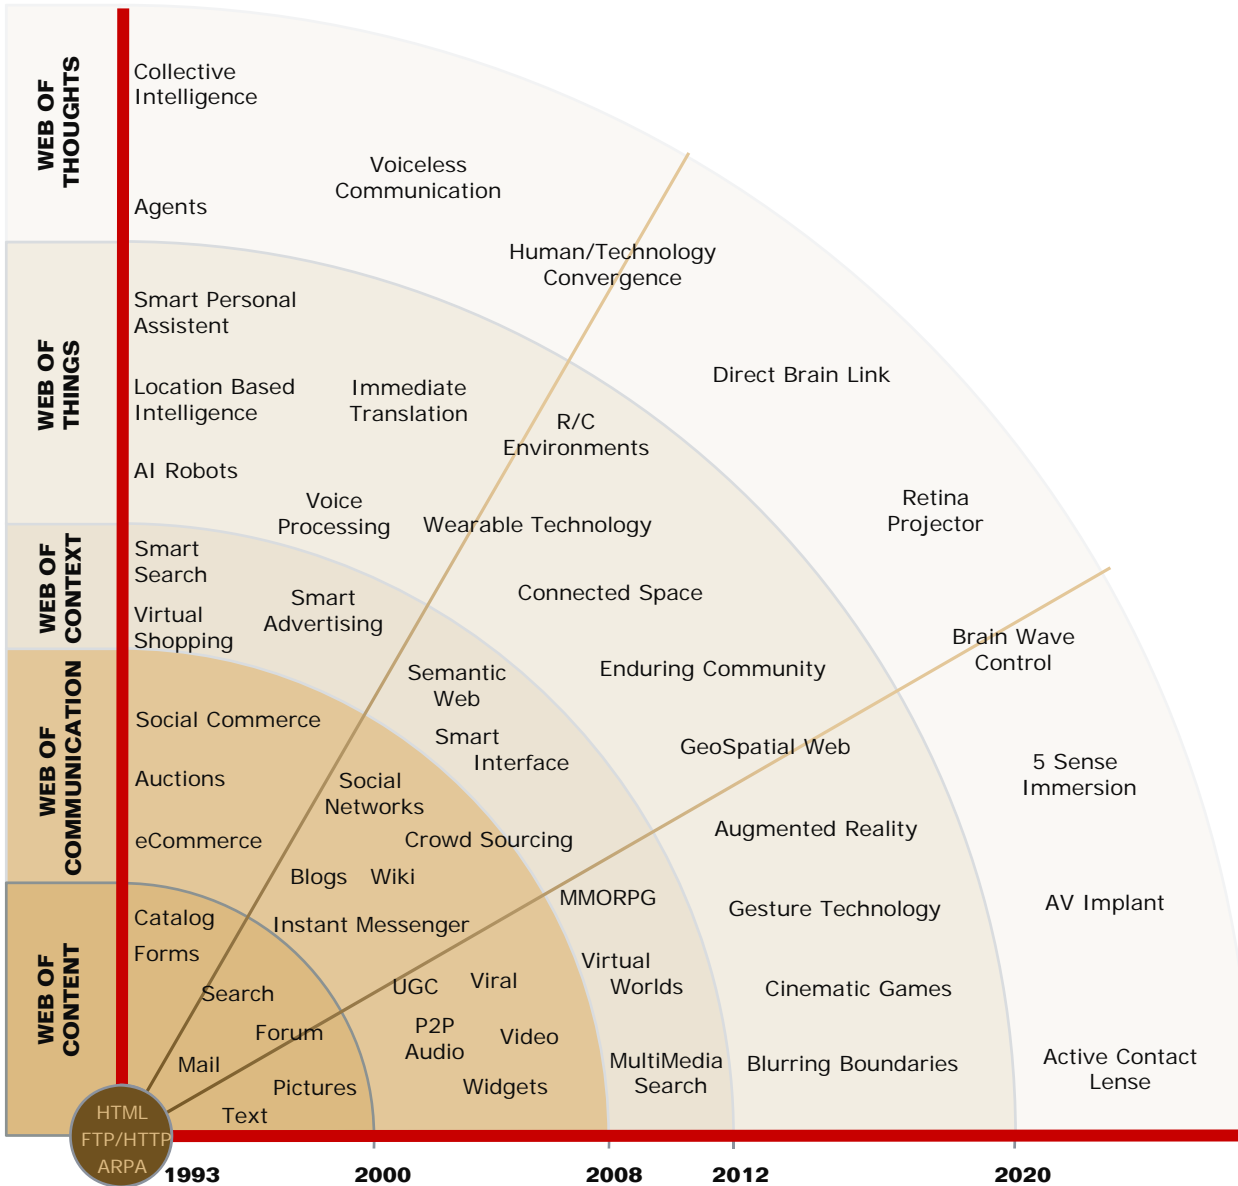 WEB OF
THOUGHTS
Collective
Intelligence
Voiceless
Communication
Agents
Human/Technology
Convergence
Direct Brain Link
Retina
Projector
Brain Wave
Control
5 Sense
Immersion
AV Implant
Active Contact
Lense
WEB OF
THINGS
Smart Personal
Assistent
Location Based
Intelligence
Immediate
Translation
R/C
Environments
AI Robots
Voice
Processing
Wearable Technology
Connected Space
Enduring Community
GeoSpatial Web
Augmented Reality
Gesture Technology
Cinematic Games
Blurring Boundaries
WEB OF
CONTEXT
Smart
Search
Virtual
Shopping
Smart
Advertising
Semantic
Web
Smart
Interface
MMORPG
Virtual
Worlds
MultiMedia
Search
WEB OF
COMMUNICATION
Social Commerce
Auctions
Social
Networks
eCommerce
Crowd Sourcing
Blogs
Wiki
Instant Messenger
UGC
Viral
P2P
Audio
Video
Widgets
WEB OF
CONTENT
Catalog
Forms
Search
Forum
Mail
Pictures
Text
HTML
FTP/HTTP
ARPA
1993
2000
2008
2012
2020